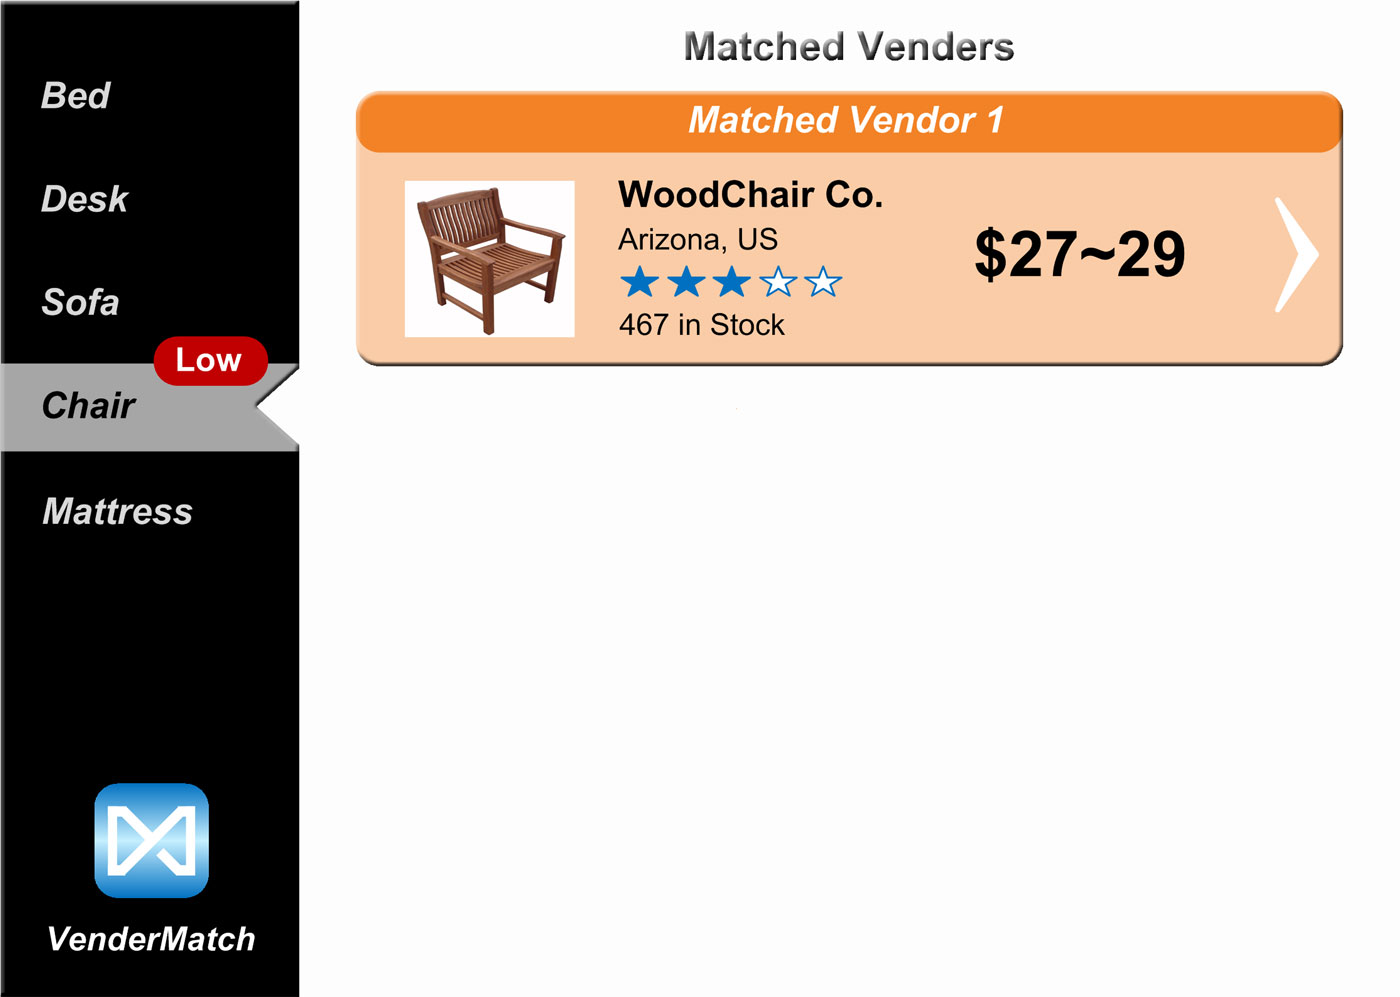 Matched Venders
Bed
Desk
Sofa
Low
Chair
Mattress
VenderMatch
Matched Vendor 1
WoodChair Co.
Arizona, US
467 in Stock
$27~29